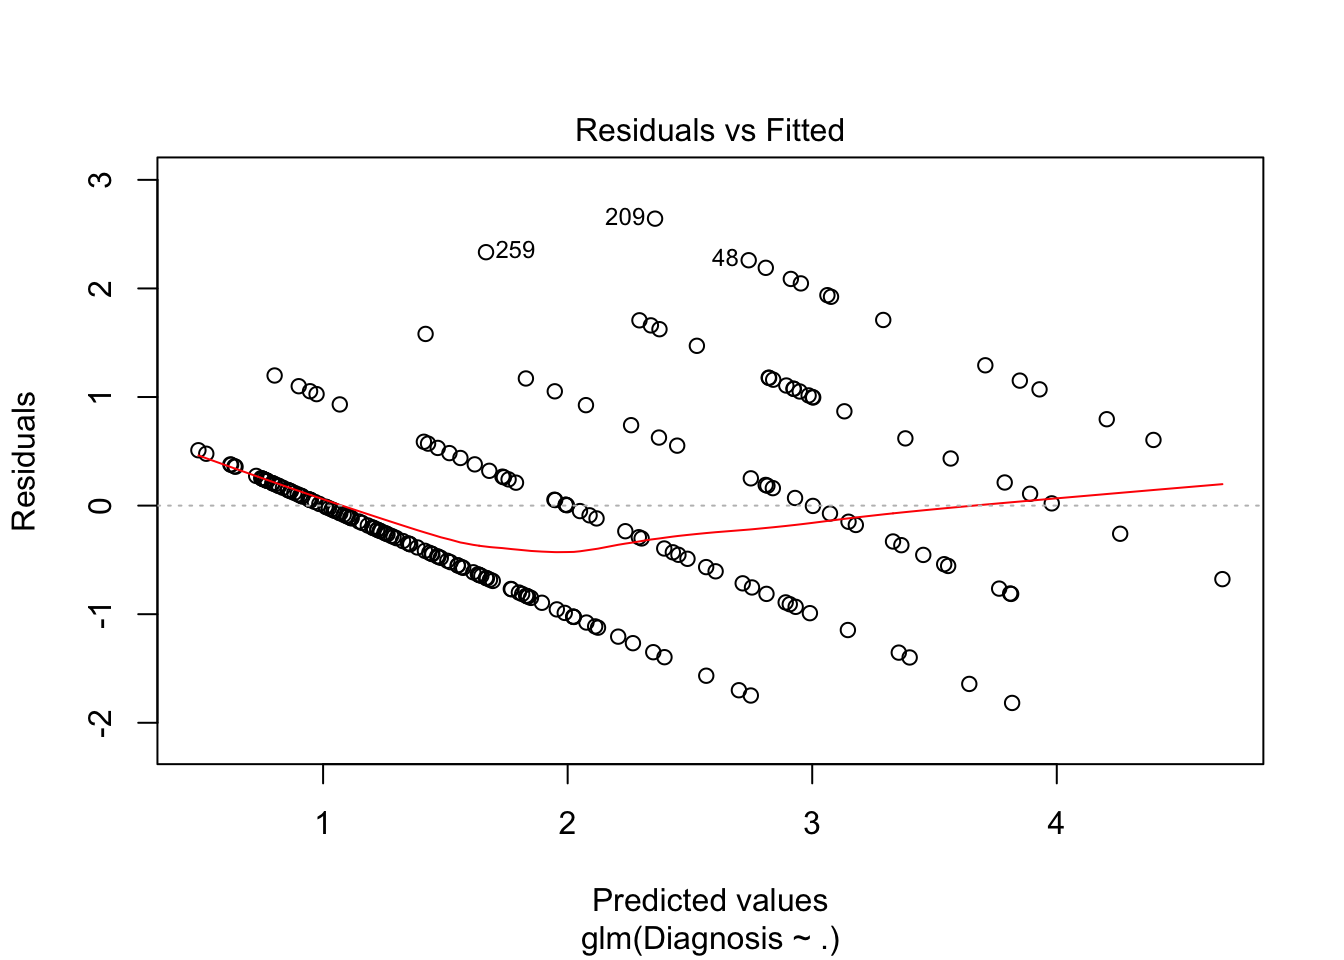 Residuals vs Fitted
3
2
1
0
-1
-2
Residuals
209
259
48
1 2 3 4
Predicted values
glm(Diagnosis ~ .)